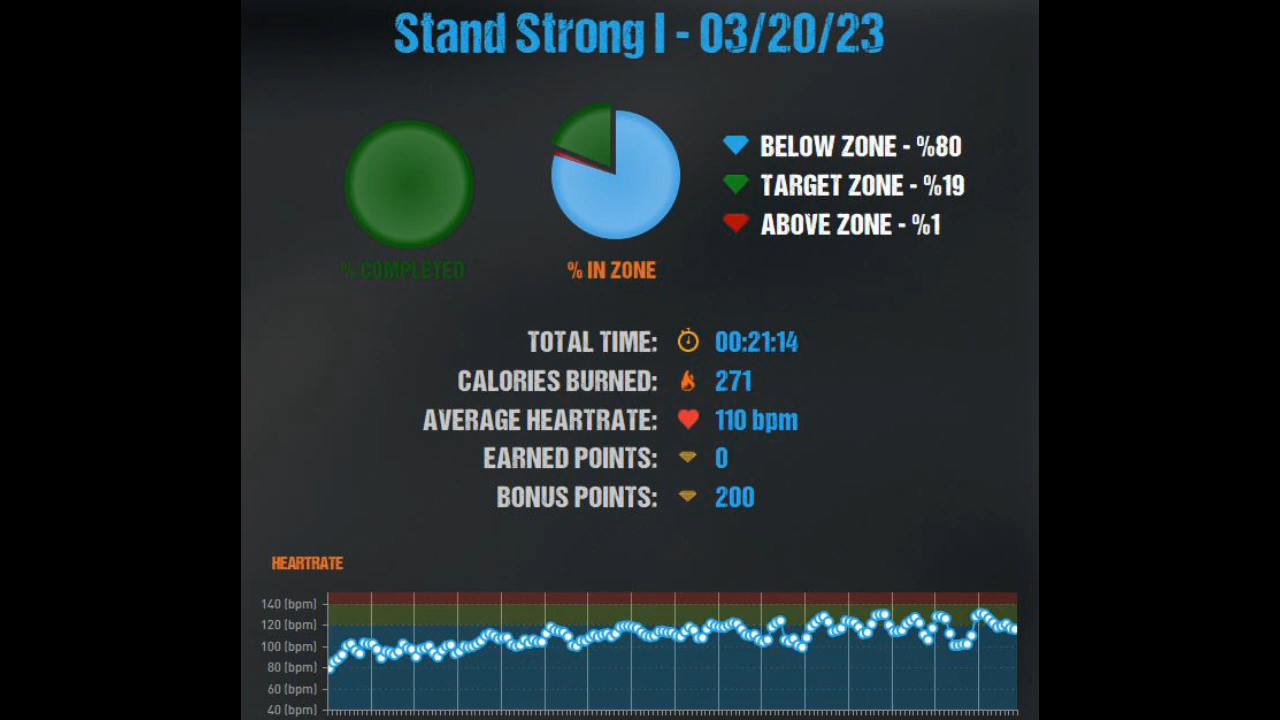 Stand Strong I - 03/20/23
BELOW ZONE - %80
TARGET ZONE - %19
ABOVE ZONE - %1
% COMPLETED
% IN ZONE
TOTAL TIME: 00:21:14
CALORIES BURNED: 271
AVERAGE HEARTRATE: 110 bpm
EARNED POINTS: 0
BONUS POINTS: 200
HEARTRATE
140 (bpm)
120 (bpm)
100 (bpm)
80 (bpm)
60 (bpm)
40 (bpm)